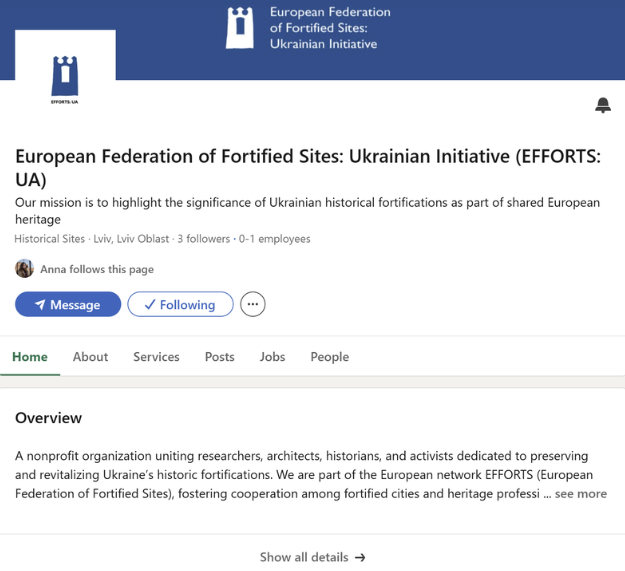 European Federation
of Fortified Sites:
Ukrainian Initiative
EFFORTS: UA
European Federation of Fortified Sites: Ukrainian Initiative (EFFORTS:
UA)
Our mission is to highlight the significance of Ukrainian historical fortifications as part of shared European
heritage
Historical Sites · Lviv, Lviv Oblast · 3 followers · 0-1 employees
Anna follows this page
Message
Following
Home About Services Posts Jobs People
Overview
A nonprofit organization uniting researchers, architects, historians, and activists dedicated to preserving
and revitalizing Ukraine's historic fortifications. We are part of the European network EFFORTS (European
Federation of Fortified Sites), fostering cooperation among fortified cities and heritage professi ... see more
Show all details →